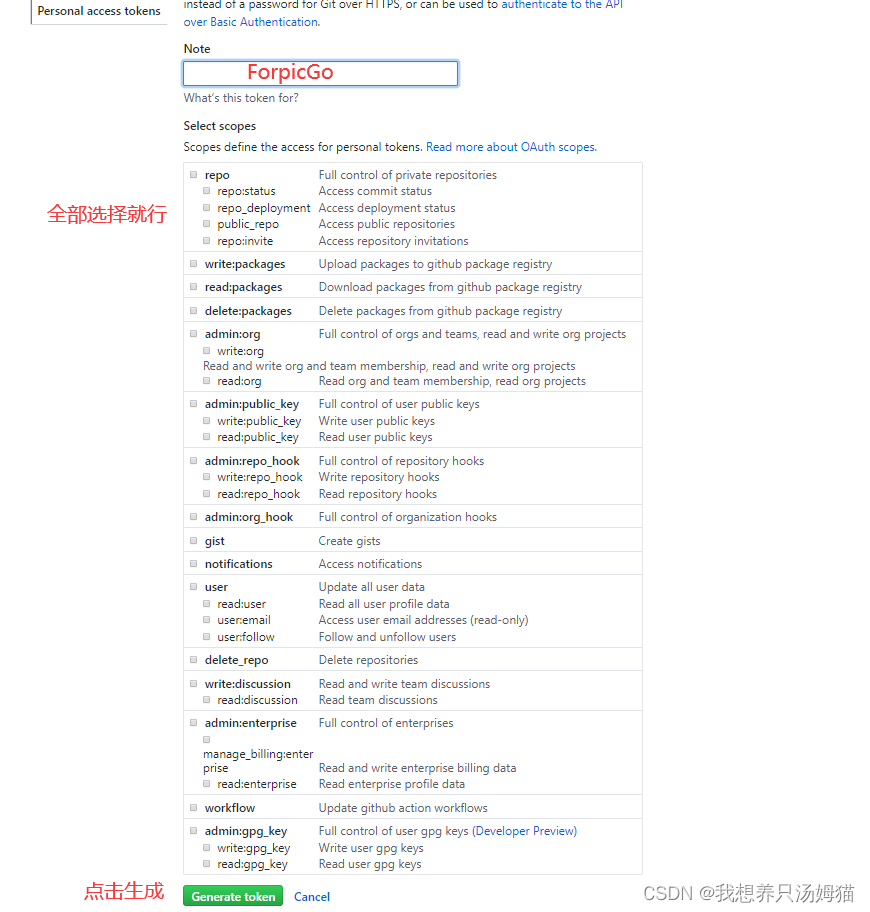 instead of a password for Git over HTTPS, or can be used to authenticate to the API
Personal access tokens
over Basic Authentication.
Note
ForpicGo
What's this token for?
Select scopes
Scopes define the access for personal tokens. Read more about OAuth scopes.
repo Full control of private repositories
repo:status Access commit status
全部选择就行
repo_deployment Access deployment status
public_repo Access public repositories
repo:invite Access repository invitations
write:packages Upload packages to github package registry
read:packages Download packages from github package registry
delete:packages Delete packages from github package registry
admin:org Full control of orgs and teams, read and write org projects
write:org
Read and write org and team membership, read and write org projects
read:org Read org and team membership, read org projects
admin:public_key Full control of user public keys
write:public_key Write user public keys
read:public_key Read user public keys
admin:repo_hook Full control of repository hooks
write:repo_hook Write repository hooks
read:repo_hook Read repository hooks
admin:org_hook Full control of organization hooks
gist Create gists
notifications Access notifications
user Update all user data
read:user Read all user profile data
user:email Access user email addresses (read-only)
user:follow Follow and unfollow users
delete_repo Delete repositories
write:discussion Read and write team discussions
read:discussion Read team discussions
admin:enterprise Full control of enterprises
manage_billing:enter
prise Read and write enterprise billing data
read:enterprise Read enterprise profile data
workflow Update github action workflows
admin:gpg_key Full control of user gpg keys (Developer Preview)
write:gpg_key Write user gpg keys
read:gpg_key Read user gpg keys
点击生成
Generate token Cancel
CSDN @我想养只汤姆猫